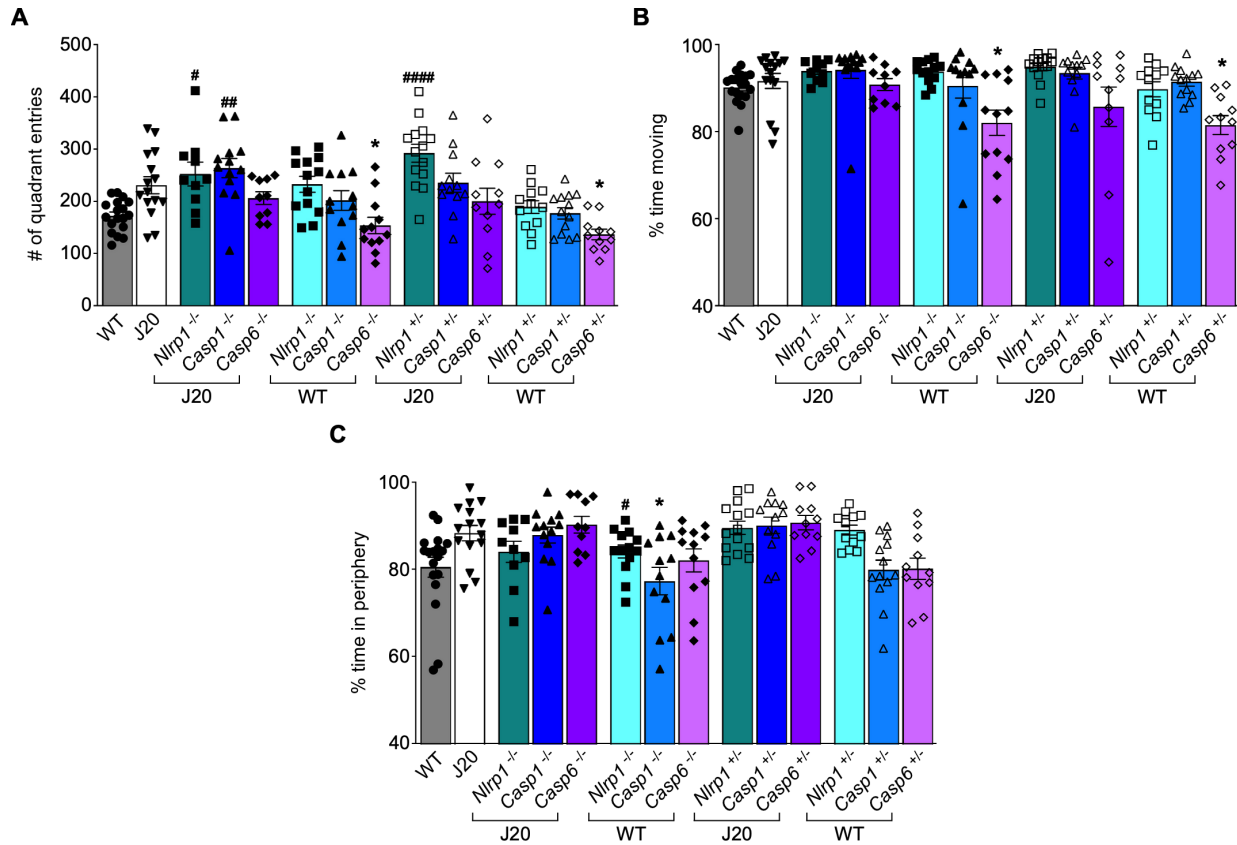 A
# of quadrant entries
500
400
300
200
100
0
#
##
*
####
*
WT
J20
Nlrp1 -/-
Casp1 -/-
Casp6 -/-
Nlrp1 -/-
Casp1 -/-
Casp6 -/-
Nlrp1 +/-
Casp1 +/-
Casp6 +/-
Nlrp1 +/-
Casp1 +/-
Casp6 +/-
J20
WT
J20
WT
B
% time moving
100
80
60
40
*
*
WT
J20
Nlrp1 -/-
Casp1 -/-
Casp6 -/-
Nlrp1 -/-
Casp1 -/-
Casp6 -/-
Nlrp1 +/-
Casp1 +/-
Casp6 +/-
Nlrp1 +/-
Casp1 +/-
Casp6 +/-
J20
WT
J20
WT
C
% time in periphery
100
80
60
40
#
*
WT
J20
Nlrp1 -/-
Casp1 -/-
Casp6 -/-
Nlrp1 -/-
Casp1 -/-
Casp6 -/-
Nlrp1 +/-
Casp1 +/-
Casp6 +/-
Nlrp1 +/-
Casp1 +/-
Casp6 +/-
J20
WT
J20
WT